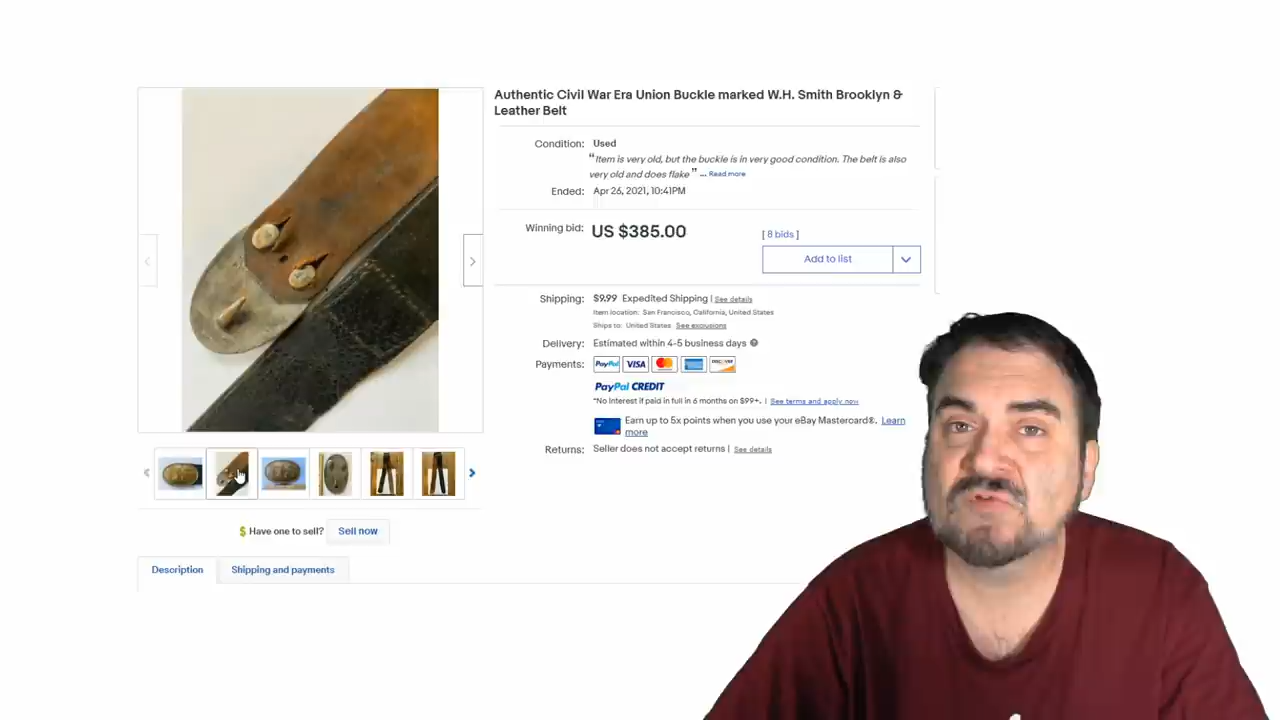 Authentic Civil War Era Union Buckle marked W.H. Smith Brooklyn &
Leather Belt
Condition: Used
“Item is very old, but the buckle is in very good condition. The belt is also
very old and does flake ” ... Read more
Ended: Apr 26, 2021, 10:41PM
Winning bid: US $385.00 [ 8 bids ]
Add to list
Shipping: $9.99 Expedited Shipping | See details
Item location: San Francisco, California, United States
Ships to: United States See exclusions
Delivery: Estimated within 4-5 business days
Payments: PayPal VISA DISCOVER
PayPal CREDIT
*No Interest if paid in full in 6 months on $99+. | See terms and apply now
Earn up to 5x points when you use your eBay Mastercard®. Learn
more
Returns: Seller does not accept returns | See details
$ Have one to sell? Sell now
Description Shipping and payments